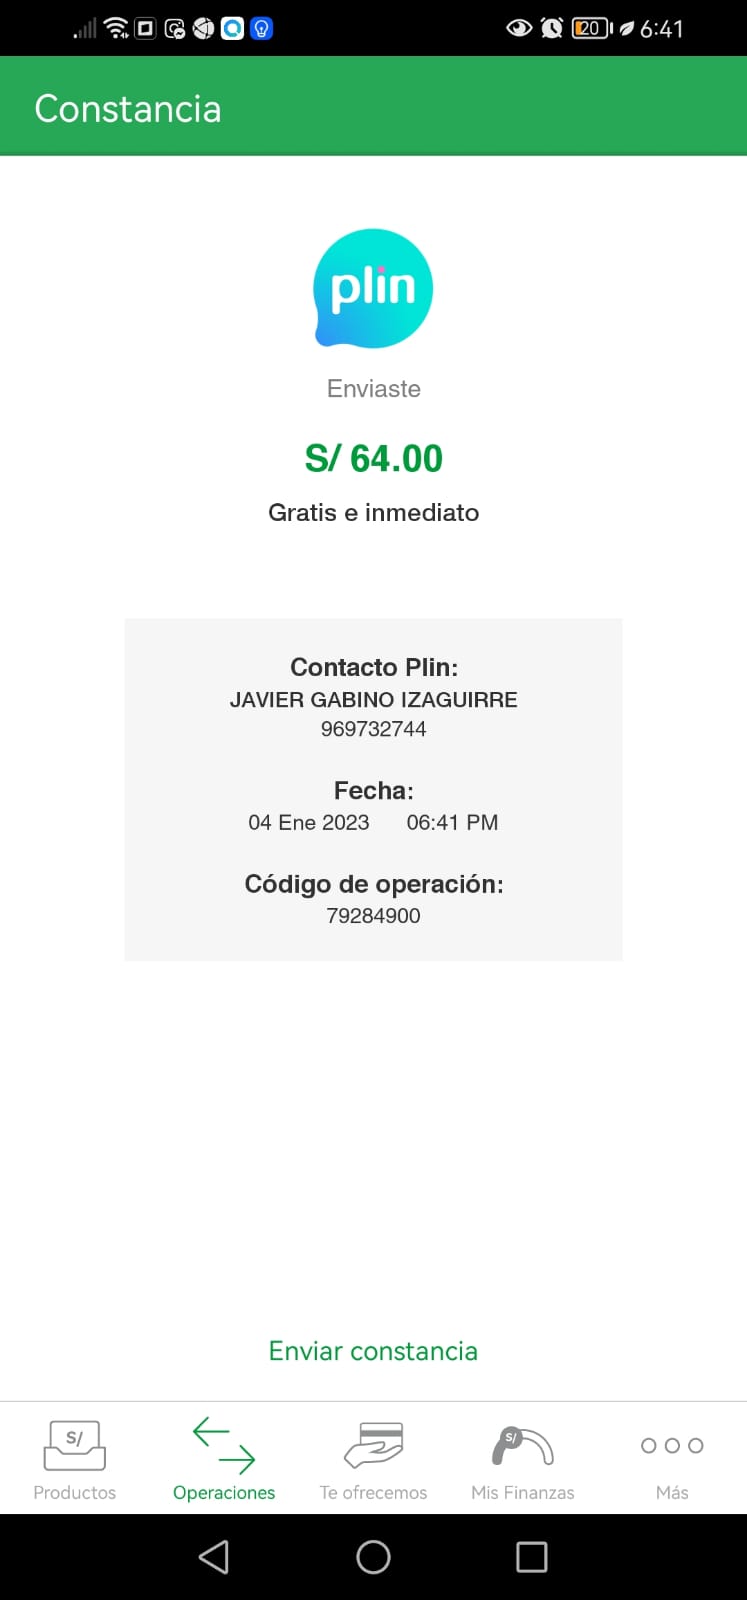 20 6:41
Constancia
plin
Enviaste
S/ 64.00
Gratis e inmediato
Contacto Plin:
JAVIER GABINO IZAGUIRRE
969732744
Fecha:
04 Ene 2023 06:41 PM
Código de operación:
79284900
Enviar constancia
S/ S/
Productos Operaciones Te ofrecemos Mis Finanzas Más